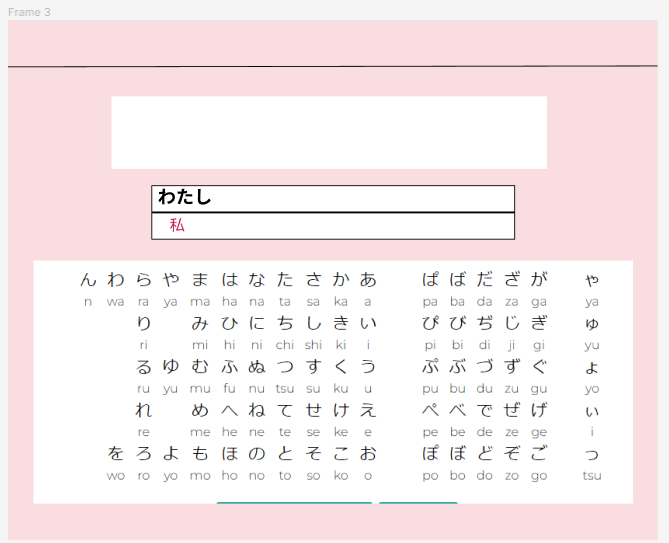 Frame 3
わたし
私
ん わ ら や ま は な た さ か あ ぱ ば だ ざ が ゃ
n wa ra ya ma ha na ta sa ka a pa ba da za ga ya
り み ひ に ち し き い ぴ び ぢ じ ぎ ゅ
ri mi hi ni chi shi ki i pi bi di ji gi yu
る ゆ む ふ ぬ つ す く う ぷ ぶ づ ず ぐ ょ
ru yu mu fu nu tsu su ku u pu bu du zu gu yo
れ め へ ね て せ け え ぺ べ で ぜ げ ぃ
re me he ne te se ke e pe be de ze ge i
を ろ よ も ほ の と そ こ お ぽ ぼ ど ぞ ご っ
wo ro yo mo ho no to so ko o po bo do zo go tsu